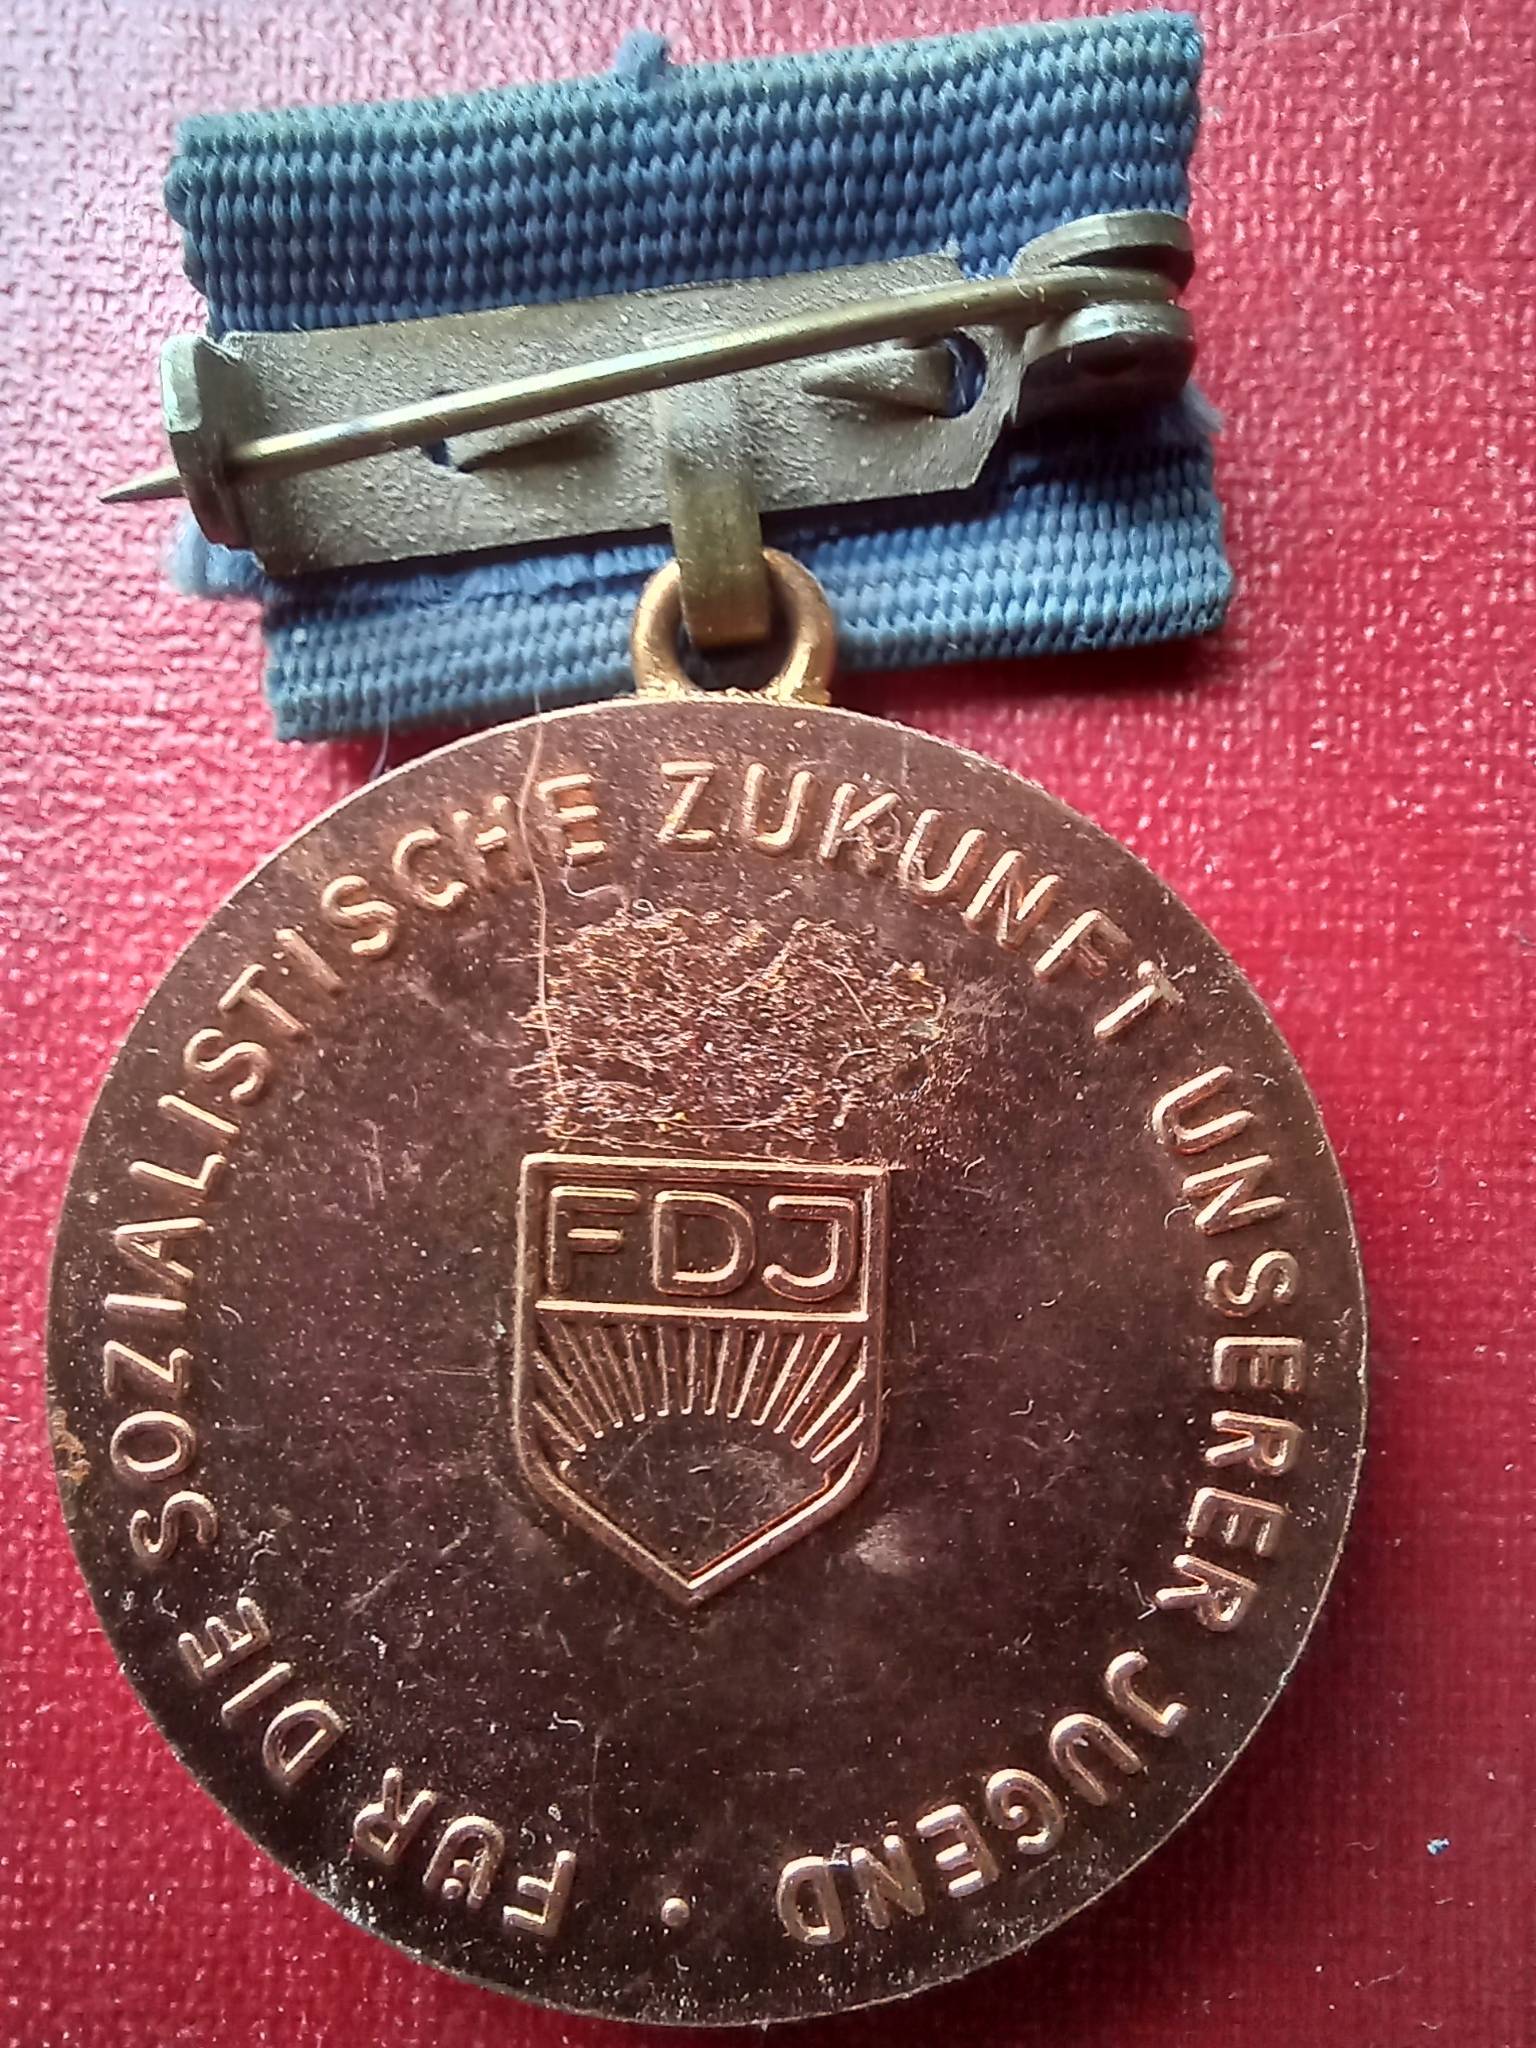 FÜR DIE SOZIALISTISCHE ZUKUNFT UNSERER JUGEND ·
FDJ